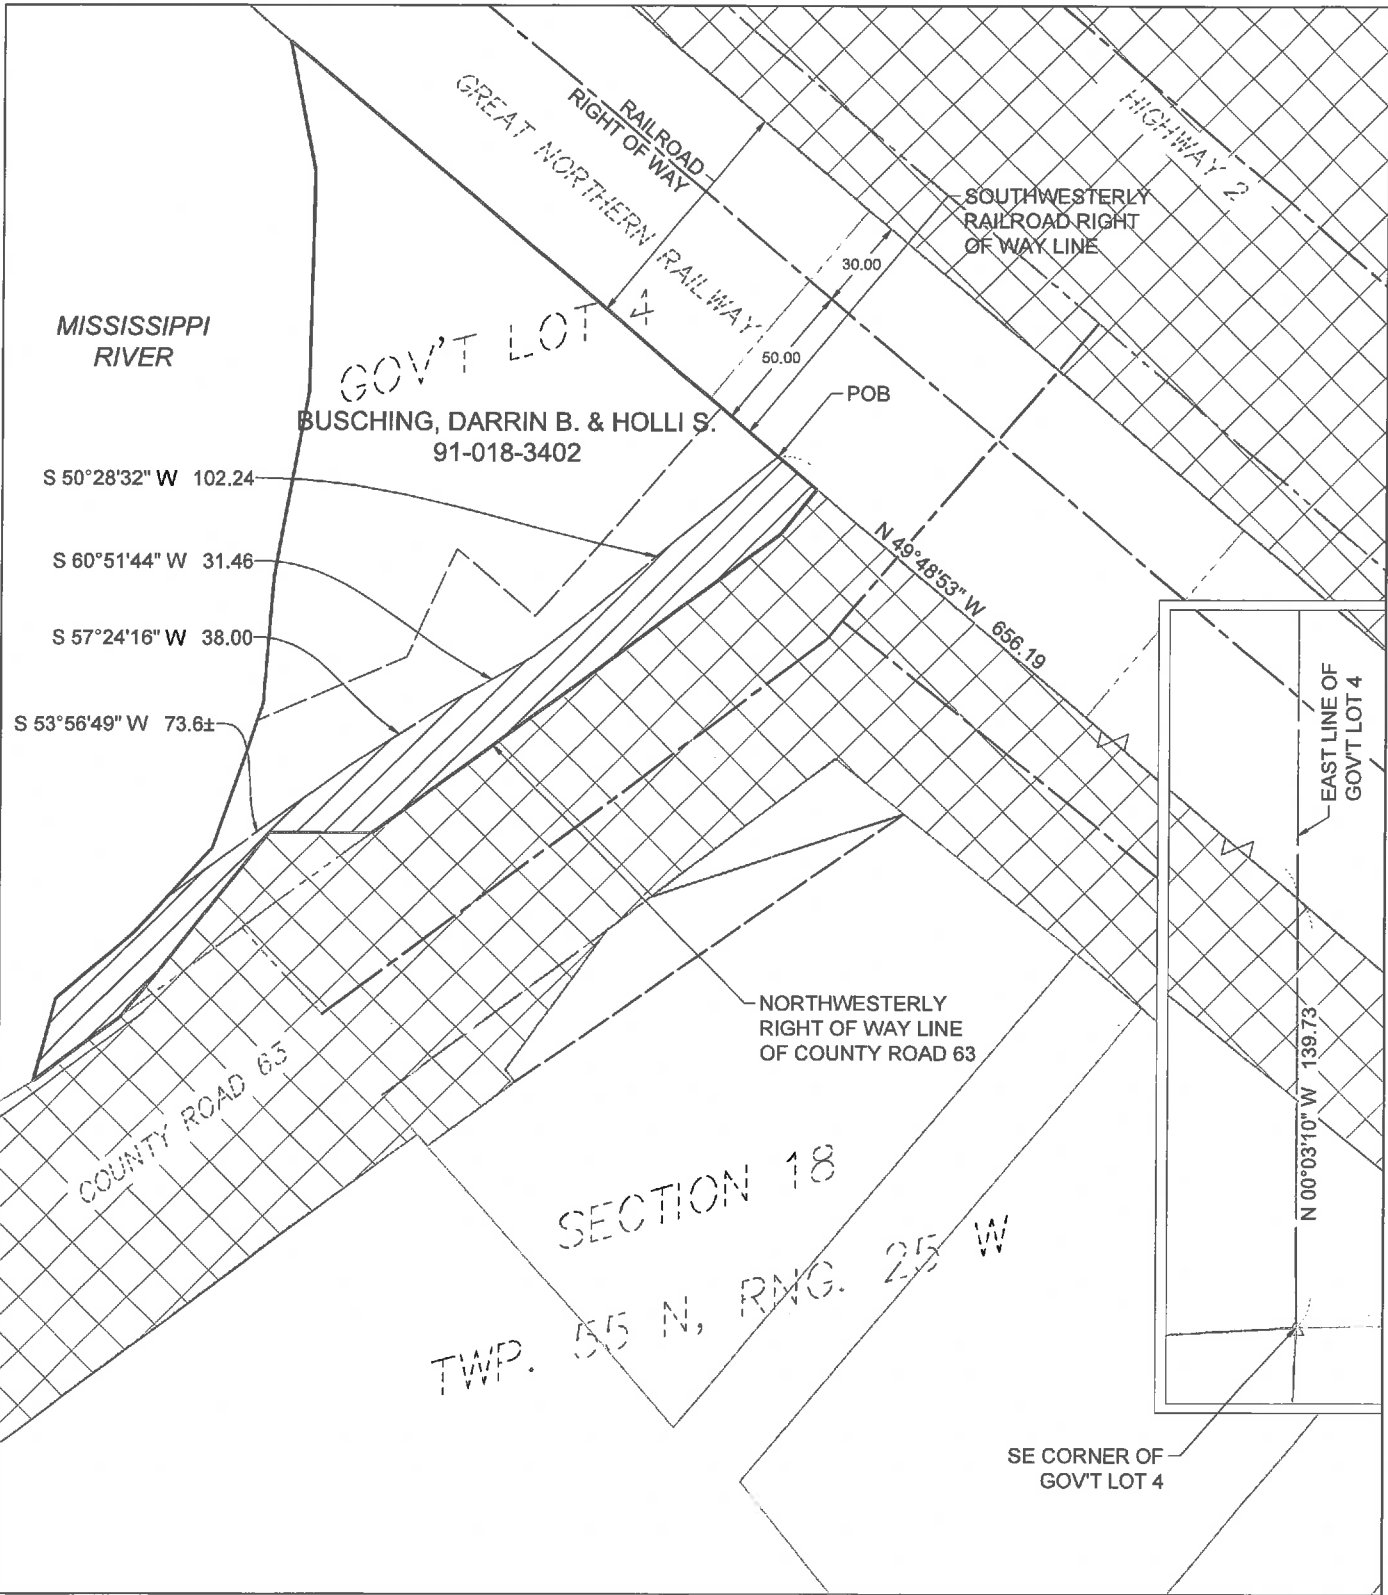 GREAT NORTHERN RAILWAY
RAILROAD
RIGHT OF WAY
HIGHWAY 2
SOUTHWESTERLY
RAILROAD RIGHT
OF WAY LINE
30.00
50.00
MISSISSIPPI
RIVER
GOV'T LOT 4
BUSCHING, DARRIN B. & HOLLI S.
91-018-3402
POB
S 50°28'32" W 102.24
S 60°51'44" W 31.46
S 57°24'16" W 38.00
S 53°56'49" W 73.6±
N 49°48'53" W 656.19
EAST LINE OF
GOV'T LOT 4
NORTHWESTERLY
RIGHT OF WAY LINE
OF COUNTY ROAD 63
N 00°03'10" W 139.73
COUNTY ROAD 63
SECTION 18
TWP. 55 N, RNG. 25 W
SE CORNER OF
GOV'T LOT 4